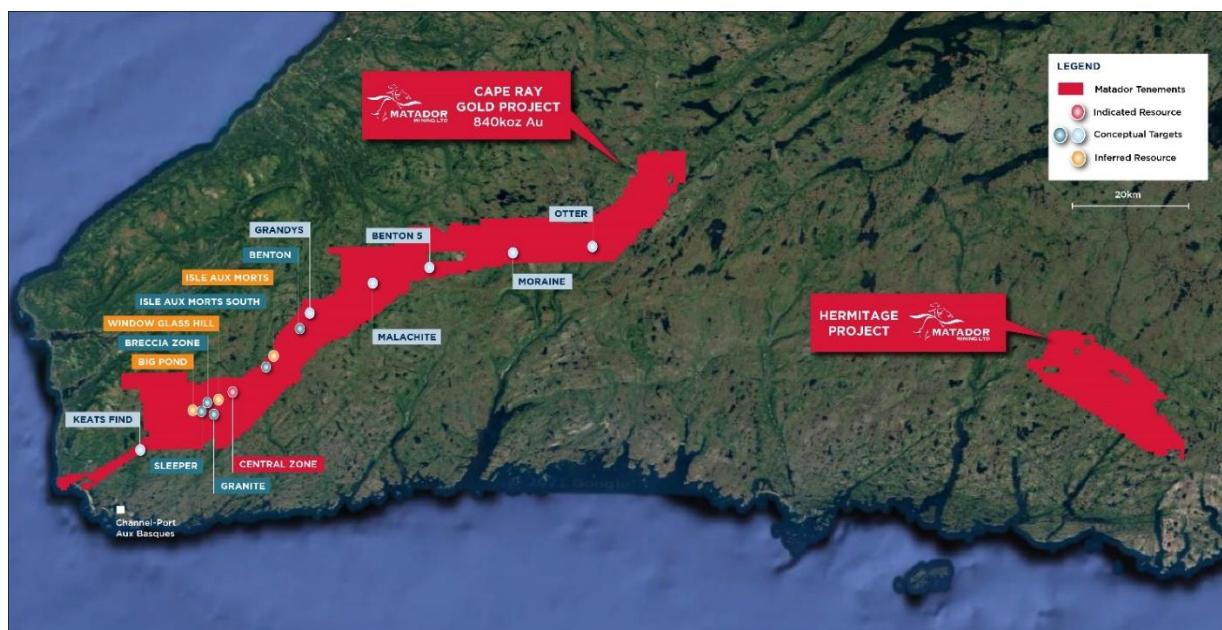 MATADOR
MINING LTD
CAPE RAY
GOLD PROJECT
840koz Au
LEGEND
Matador Tenements
Indicated Resource
Conceptual Targets
Inferred Resource
20km
OTTER
GRANDYS
BENTON 5
BENTON
ISLE AUX MORTS
MORAINE
ISLE AUX MORTS SOUTH
WINDOW GLASS HILL
MALACHITE
BRECCIA ZONE
BIG POND
HERMITAGE
PROJECT
MATADOR
MINING LTD
KEATS FIND
SLEEPER
CENTRAL ZONE
GRANITE
Channel-Port
Aux Basques